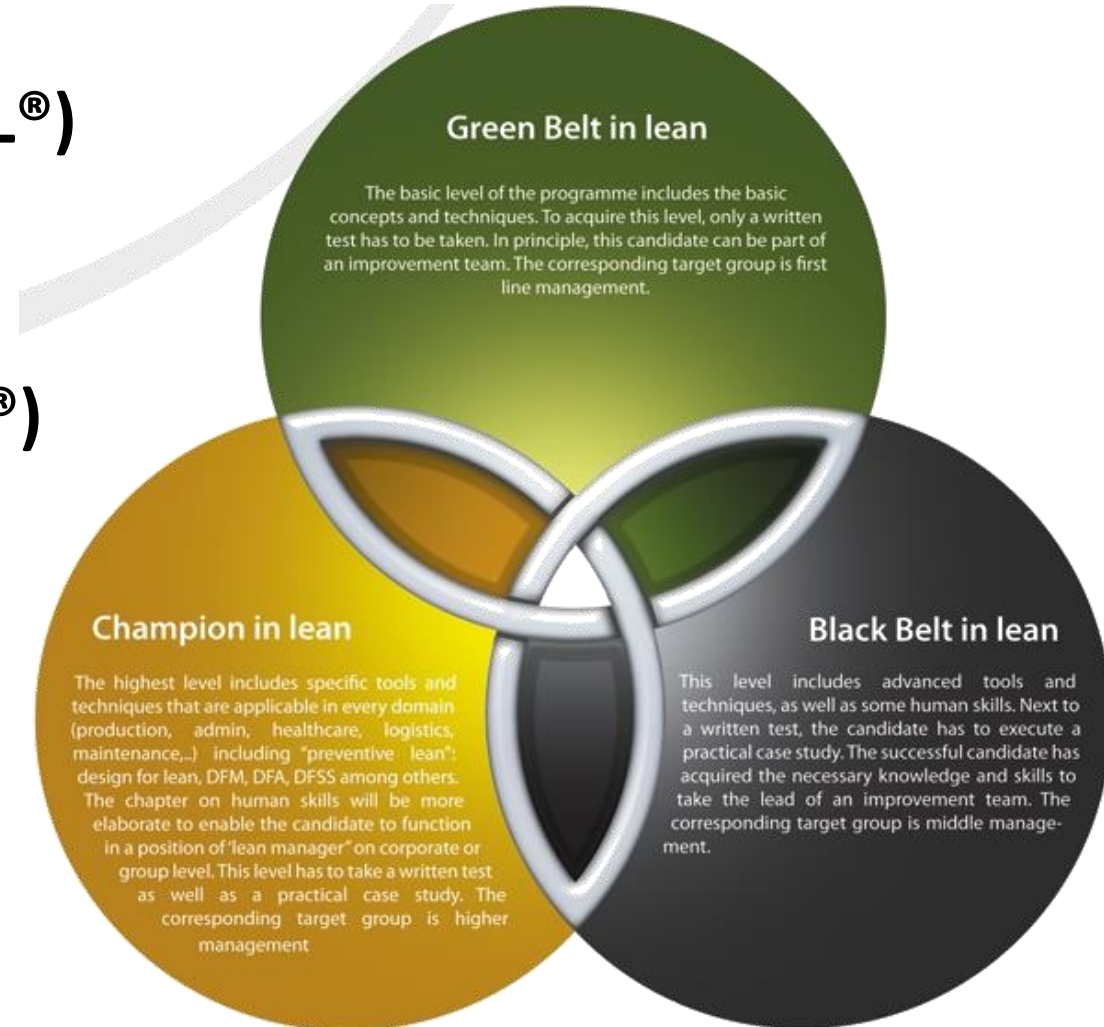 L®)
®)
Green Belt in lean
The basic level of the programme includes the basic
concepts and techniques. To acquire this level, only a written
test has to be taken. In principle, this candidate can be part of
an improvement team. The corresponding target group is first
line management.
Champion in lean
The highest level includes specific tools and
techniques that are applicable in every domain
(production, admin, healthcare, logistics,
maintenance,..) including "preventive lean":
design for lean, DFM, DFA, DFSS among others.
The chapter on human skills will be more
elaborate to enable the candidate to function
in a position of 'lean manager" on corporate or
group level. This level has to take a written test
as well as a practical case study. The
corresponding target group is higher
management
Black Belt in lean
This level includes advanced tools and
techniques, as well as some human skills. Next to
a written test, the candidate has to execute a
practical case study. The successful candidate has
acquired the necessary knowledge and skills to
take the lead of an improvement team. The
corresponding target group is middle manage-
ment.